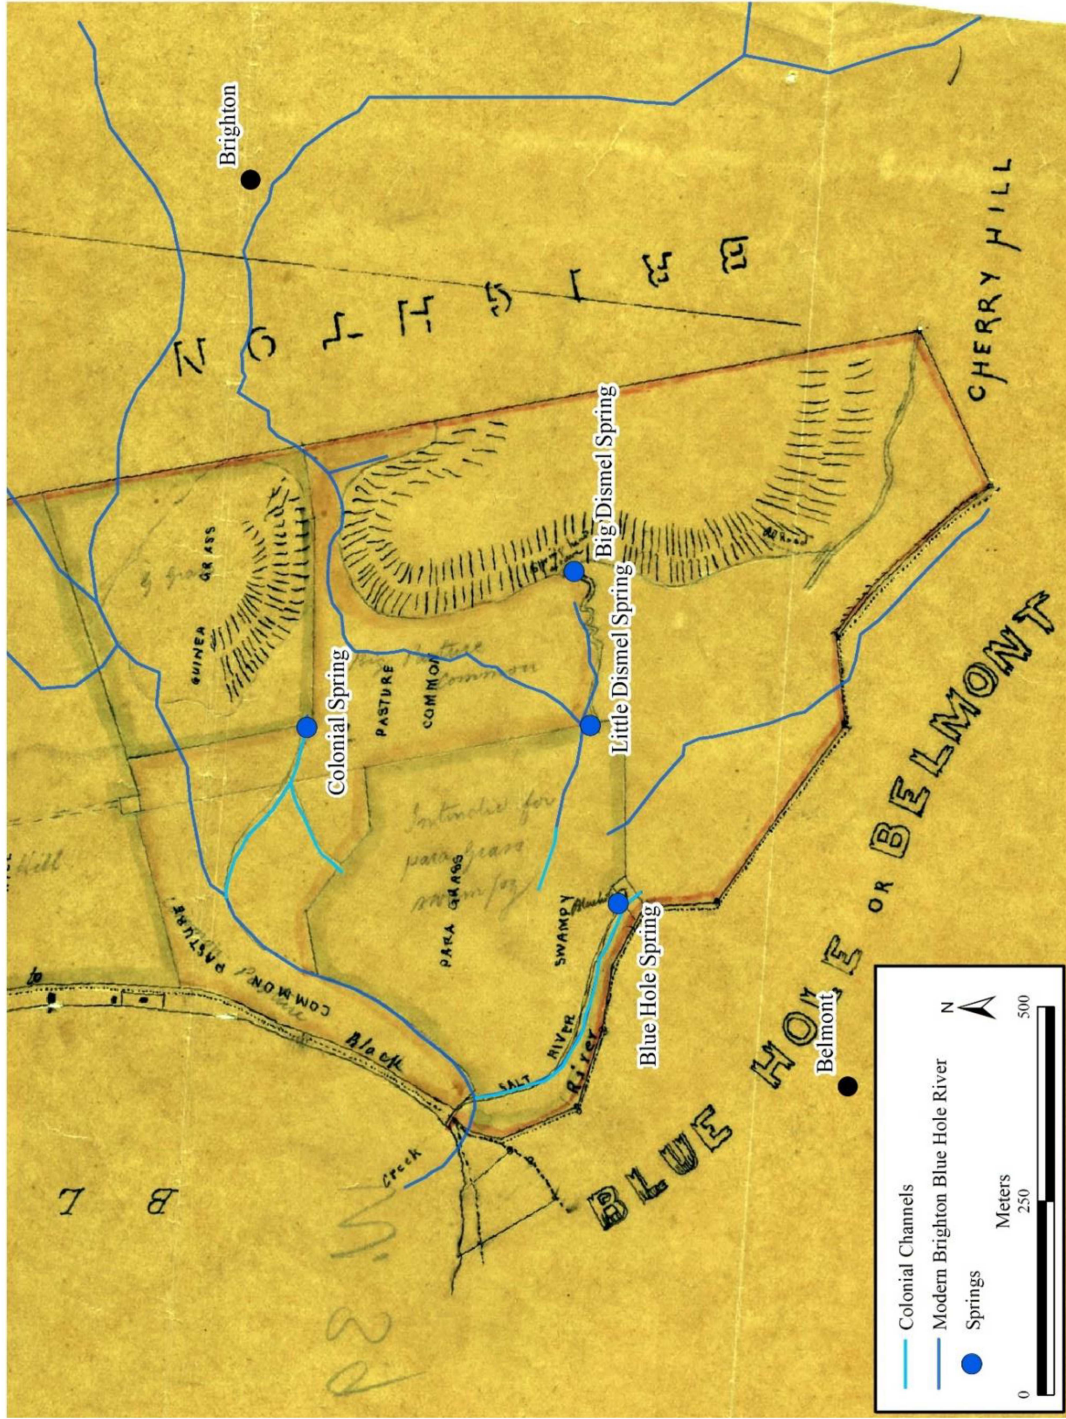 Brighton
BRIGHTON
GUINEA
GRASS
Colonial Spring
PASTURE
COMMON
Big Dismel Spring
Little Dismel Spring
CHERRY HILL
Hill
PASTURE
COMMON
PARA GRASS
SWAMPY
Blue Hole Spring
Black
River
SALT
RIVER
Creek
B L
BLUE HOLE OR BELMONT
Belmont
Colonial Channels
Modern Brighton Blue Hole River
Springs
N
Meters
0 250 500